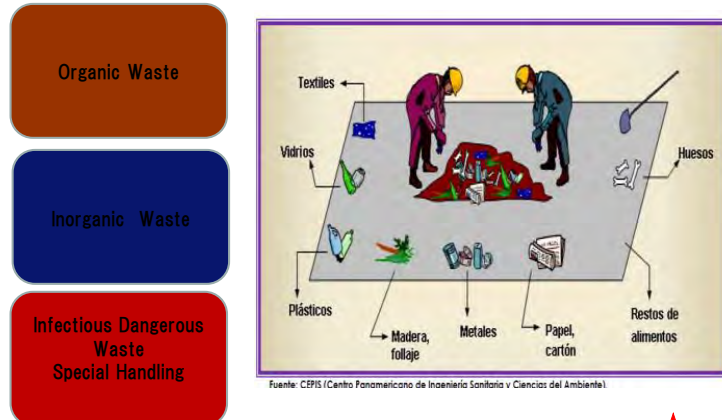 Organic Waste
Inorganic Waste
Infectious Dangerous
Waste
Special Handling
Textiles
Vidrios
Huesos
Plásticos
Madera,
follaje
Metales
Papel,
cartón
Restos de
alimentos
Fuente: CEPIS (Centro Panamericano de Ingeniería Sanitaria y Ciencias del Ambiente).